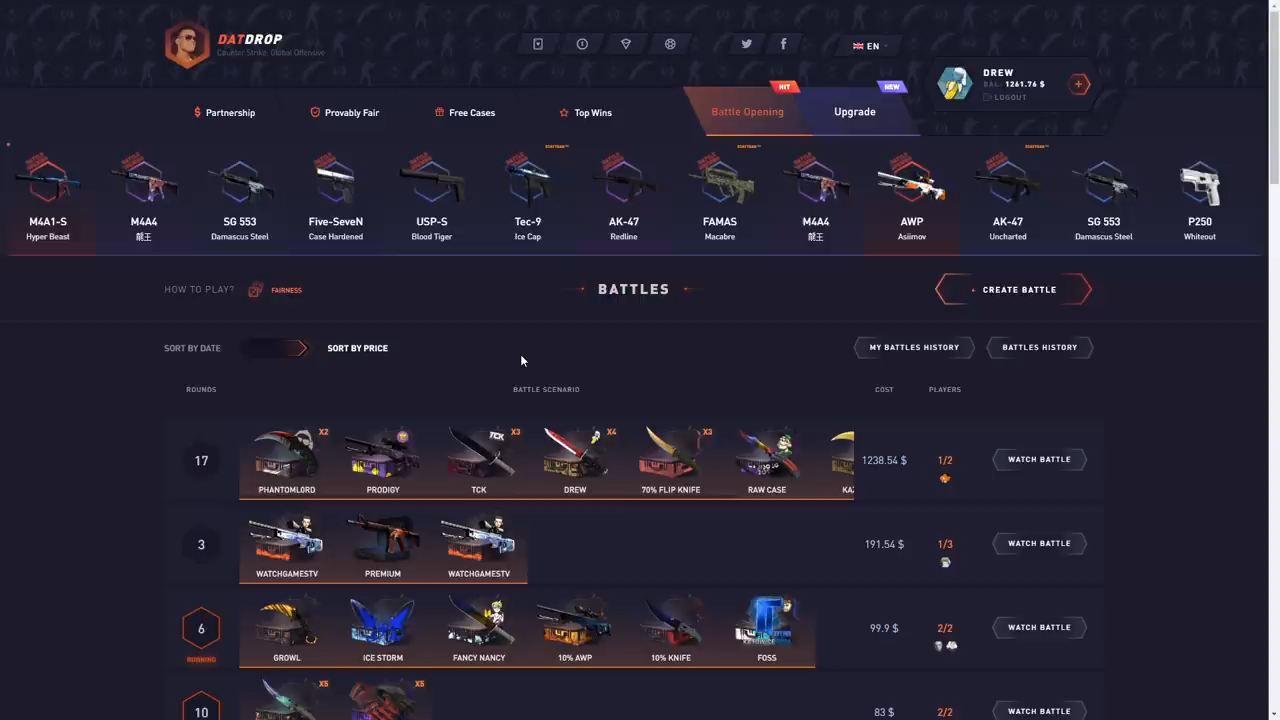 DATDROP
Counter Strike: Global Offensive
EN
DREW
BAL: 1261.76 $
LOGOUT
HIT
NEW
Partnership
Provably Fair
Free Cases
Top Wins
Battle Opening
Upgrade
M4A1-S
Hyper Beast
M4A4
SG 553
Damascus Steel
Five-SeveN
Case Hardened
USP-S
Blood Tiger
Tec-9
Ice Cap
AK-47
Redline
FAMAS
Macabre
M4A4
AWP
Asiimov
AK-47
Uncharted
SG 553
Damascus Steel
P250
Whiteout
HOW TO PLAY?
FAIRNESS
BATTLES
CREATE BATTLE
SORT BY DATE
SORT BY PRICE
MY BATTLES HISTORY
BATTLES HISTORY
ROUNDS
BATTLE SCENARIO
COST
PLAYERS
17
X2
PHANTOML0RD
PRODIGY
TCK
X3
TCK
X4
DREW
X3
70% FLIP KNIFE
RAW CASE
1238.54 $
1/2
WATCH BATTLE
3
WATCHGAMESTV
PREMIUM
WATCHGAMESTV
191.54 $
1/3
WATCH BATTLE
6
RUNNING
GROWL
ICE STORM
FANCY NANCY
10% AWP
10% KNIFE
FOSS
99.9 $
2/2
WATCH BATTLE
10
X5
X5
83 $
2/2
WATCH BATTLE